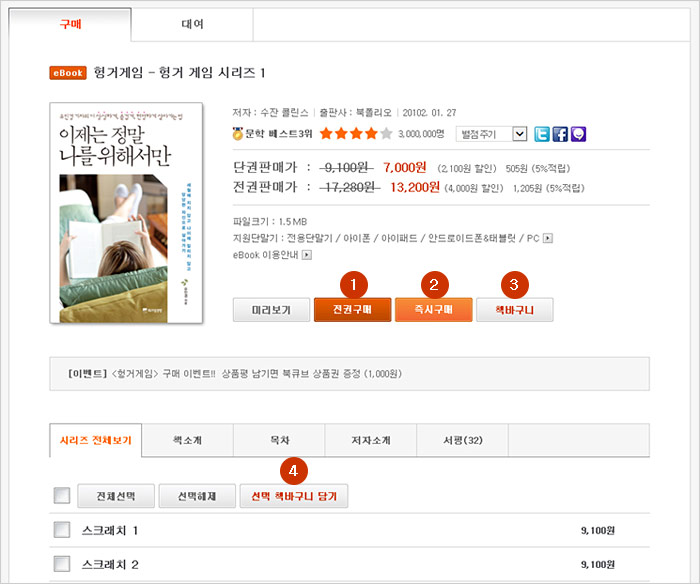 구매 대여
eBook 헝거게임 - 헝거 게임 시리즈 1
저자 : 수잔 콜린스 | 출판사 : 북폴리오 | 20102. 01. 27
문학 베스트3위 3,000,000명 별점주기
단권판매가 : 9,100원 7,000원 (2,100원 할인) 505원 (5%적립)
전권판매가 : 17,280원 13,200원 (4,000원 할인) 1,205원 (5%적립)
이제는 정말
나를 위해서만
파일크기 : 1.5 MB
지원단말기 : 전용단말기 / 아이폰 / 아이패드 / 안드로이드폰&태블릿 / PC
eBook 이용안내
1 2 3
미리보기 전권구매 즉시구매 책바구니
[이벤트] <헝거게임> 구매 이벤트!! 상품평 남기면 북큐브 상품권 증정 (1,000원)
시리즈 전체보기 책소개 목차 저자소개 서평(32)
4
전체선택 선택해제 선택 책바구니 담기
스크래치 1 9,100원
스크래치 2 9,100원